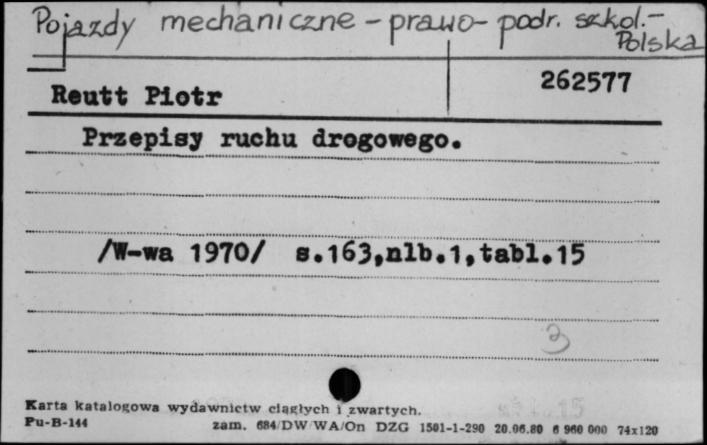 Pojazdy mechaniczne - prawo - podr. szkol. -
Polska
262577
Reutt Piotr
Przepisy ruchu drogowego.
/W-wa 1970/ s.163,nlb.1,tabl.15
3
Karta katalogowa wydawnictw ciągłych i zwartych.
Pu-B-144 zam. 684/DW/WA/On DZG 1501-1-290 20.06.80 6 960 000 74x120